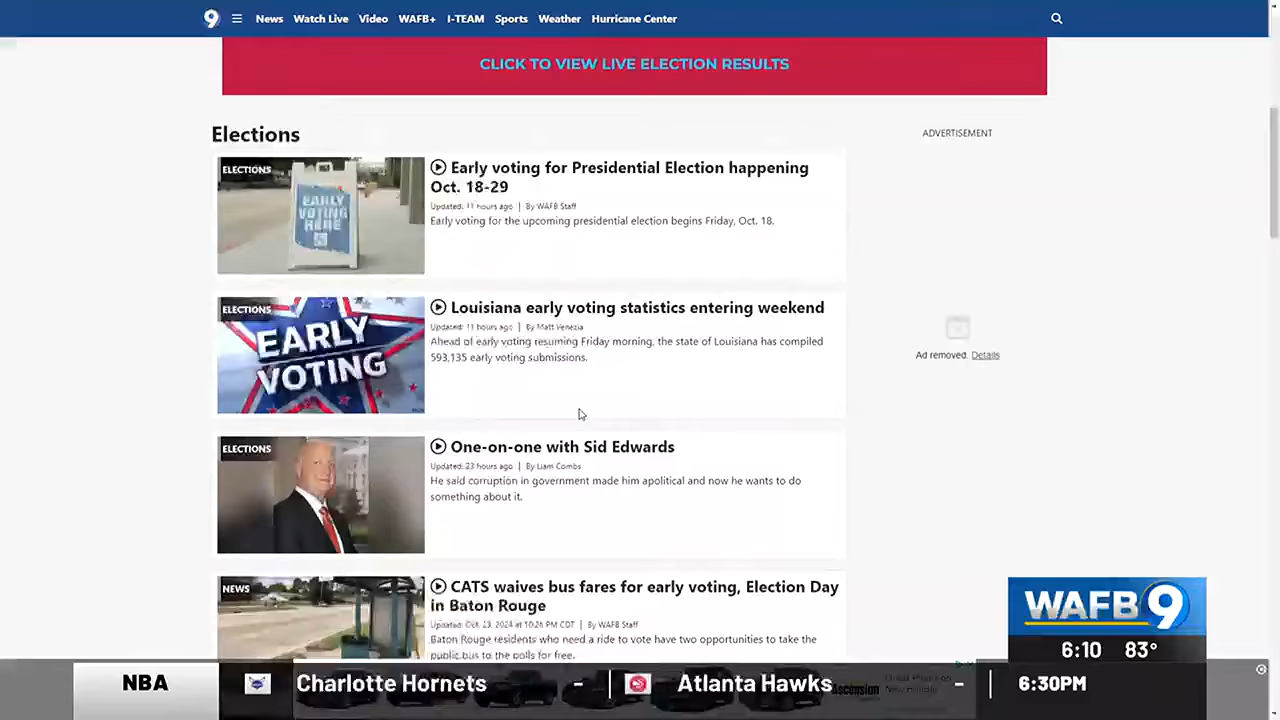 9 News Watch Live Video WAFB+ I-TEAM Sports Weather Hurricane Center
CLICK TO VIEW LIVE ELECTION RESULTS
Elections
ADVERTISEMENT
ELECTIONS
EARLY
VOTING
HERE
Early voting for Presidential Election happening
Oct. 18-29
Updated: 11 hours ago | By WAFB Staff
Early voting for the upcoming presidential election begins Friday, Oct. 18.
ELECTIONS
EARLY
VOTING
Louisiana early voting statistics entering weekend
Updated: 11 hours ago | By Matt Venezia
Ahead of early voting resuming Friday morning, the state of Louisiana has compiled
593,135 early voting submissions.
Ad removed. Details
ELECTIONS
One-on-one with Sid Edwards
Updated: 23 hours ago | By Liam Combs
He said corruption in government made him apolitical and now he wants to do
something about it.
NEWS
CATS waives bus fares for early voting, Election Day
in Baton Rouge
Updated: Oct. 23, 2024 at 10:26 PM CDT | By WAFB Staff
Baton Rouge residents who need a ride to vote have two opportunities to take the
public bus to the polls for free.
WAFB 9
6:10 83°
NBA Charlotte Hornets - Atlanta Hawks - 6:30PM
Ascension